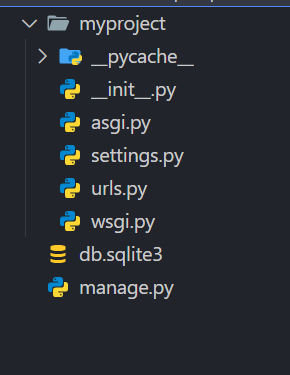 myproject
__pycache__
__init__.py
asgi.py
settings.py
urls.py
wsgi.py
db.sqlite3
manage.py